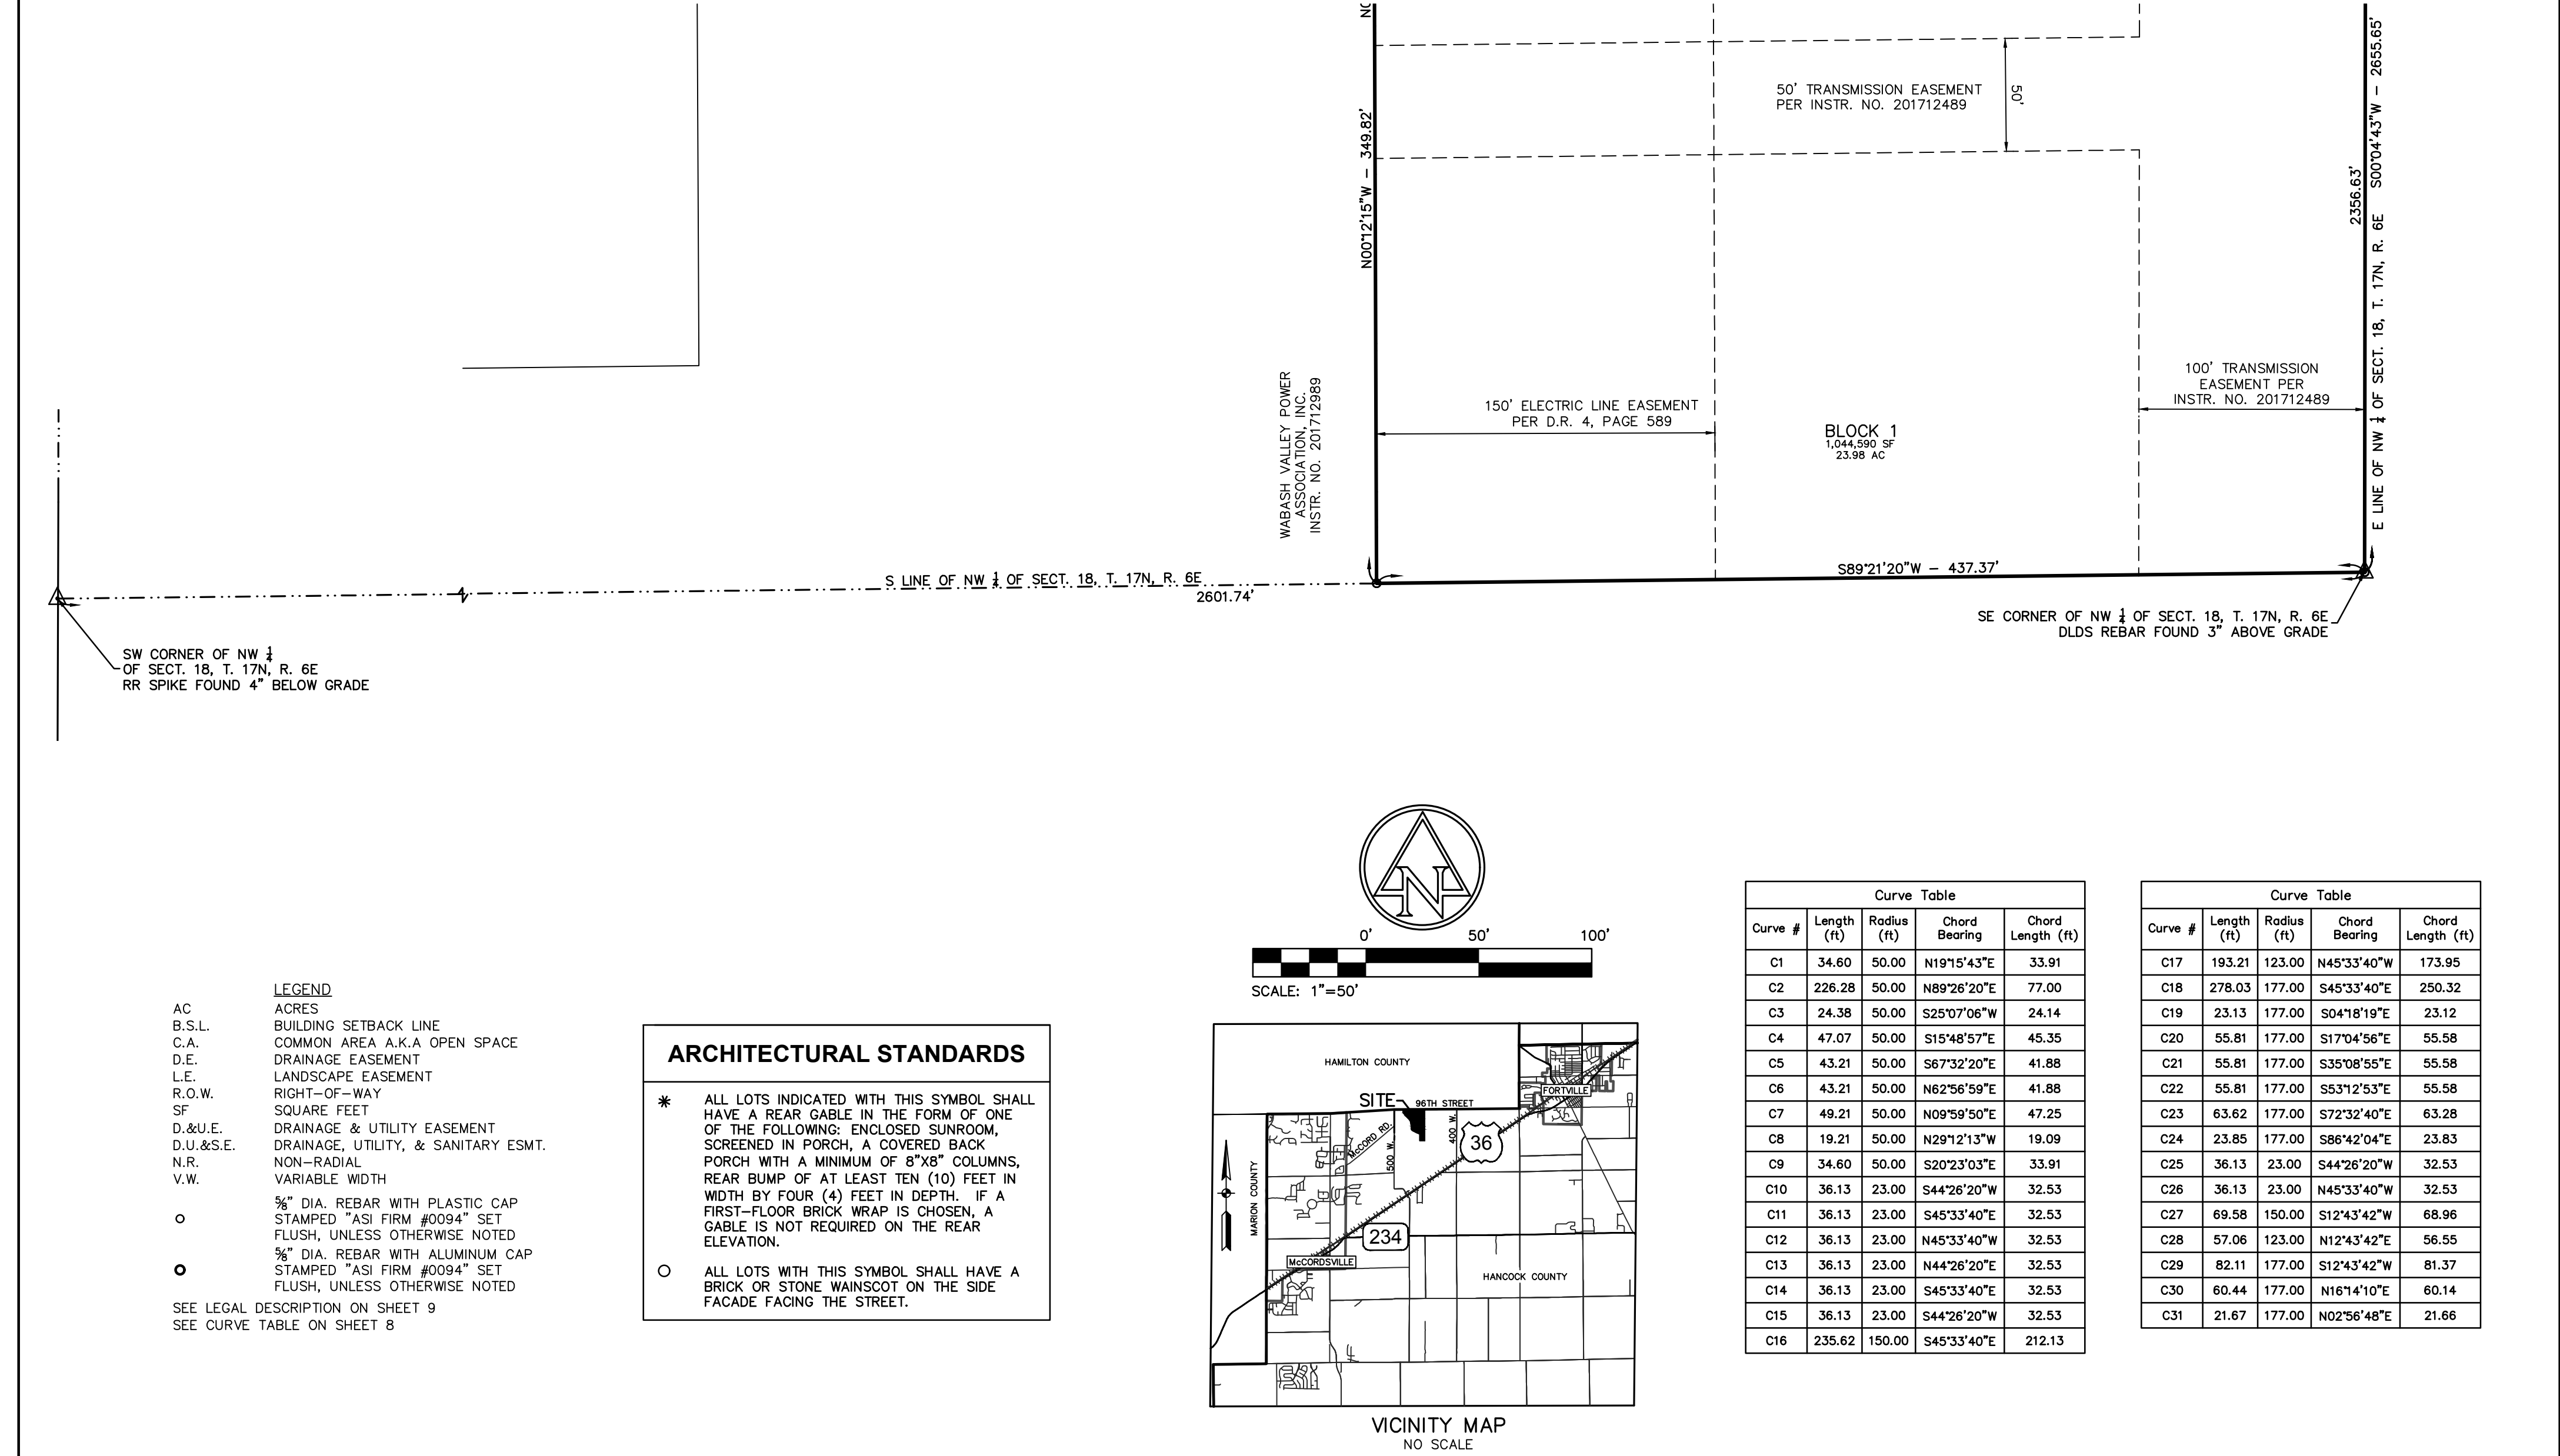 N00°12'15"W – 349.82'
50' TRANSMISSION EASEMENT
PER INSTR. NO. 201712489
50'
2356.63'
E LINE OF NW ¼ OF SECT. 18, T. 17N, R. 6E   S00°04'43"W – 2655.65'
100' TRANSMISSION
EASEMENT PER
INSTR. NO. 201712489
150' ELECTRIC LINE EASEMENT
PER D.R. 4, PAGE 589
BLOCK 1
1,044,590 SF
23.98 AC
WABASH VALLEY POWER
ASSOCIATION, INC.
INSTR. NO. 201712989
S LINE OF NW ¼ OF SECT. 18, T. 17N, R. 6E
2601.74'
S89°21'20"W – 437.37'
SE CORNER OF NW ¼ OF SECT. 18, T. 17N, R. 6E
DLDS REBAR FOUND 3" ABOVE GRADE
SW CORNER OF NW ¼
OF SECT. 18, T. 17N, R. 6E
RR SPIKE FOUND 4" BELOW GRADE
N
0' 50' 100'
SCALE: 1"=50'
LEGEND
AC ACRES
B.S.L. BUILDING SETBACK LINE
C.A. COMMON AREA A.K.A OPEN SPACE
D.E. DRAINAGE EASEMENT
L.E. LANDSCAPE EASEMENT
R.O.W. RIGHT–OF–WAY
SF SQUARE FEET
D.&U.E. DRAINAGE & UTILITY EASEMENT
D.U.&S.E. DRAINAGE, UTILITY, & SANITARY ESMT.
N.R. NON–RADIAL
V.W. VARIABLE WIDTH
⅝" DIA. REBAR WITH PLASTIC CAP
STAMPED "ASI FIRM #0094" SET
FLUSH, UNLESS OTHERWISE NOTED
⅝" DIA. REBAR WITH ALUMINUM CAP
STAMPED "ASI FIRM #0094" SET
FLUSH, UNLESS OTHERWISE NOTED
SEE LEGAL DESCRIPTION ON SHEET 9
SEE CURVE TABLE ON SHEET 8
ARCHITECTURAL STANDARDS
* ALL LOTS INDICATED WITH THIS SYMBOL SHALL
HAVE A REAR GABLE IN THE FORM OF ONE
OF THE FOLLOWING: ENCLOSED SUNROOM,
SCREENED IN PORCH, A COVERED BACK
PORCH WITH A MINIMUM OF 8"X8" COLUMNS,
REAR BUMP OF AT LEAST TEN (10) FEET IN
WIDTH BY FOUR (4) FEET IN DEPTH. IF A
FIRST–FLOOR BRICK WRAP IS CHOSEN, A
GABLE IS NOT REQUIRED ON THE REAR
ELEVATION.
ALL LOTS WITH THIS SYMBOL SHALL HAVE A
BRICK OR STONE WAINSCOT ON THE SIDE
FACADE FACING THE STREET.
HAMILTON COUNTY
FORTVILLE
SITE
96TH STREET
McCORD RD.
500 W.
400 W.
36
MARION COUNTY
234
McCORDSVILLE
HANCOCK COUNTY
VICINITY MAP
NO SCALE
Curve Table
Curve # Length (ft) Radius (ft) Chord Bearing Chord Length (ft)
C1 34.60 50.00 N19°15'43"E 33.91
C2 226.28 50.00 N89°26'20"E 77.00
C3 24.38 50.00 S25°07'06"W 24.14
C4 47.07 50.00 S15°48'57"E 45.35
C5 43.21 50.00 S67°32'20"E 41.88
C6 43.21 50.00 N62°56'59"E 41.88
C7 49.21 50.00 N09°59'50"E 47.25
C8 19.21 50.00 N29°12'13"W 19.09
C9 34.60 50.00 S20°23'03"E 33.91
C10 36.13 23.00 S44°26'20"W 32.53
C11 36.13 23.00 S45°33'40"E 32.53
C12 36.13 23.00 N45°33'40"W 32.53
C13 36.13 23.00 N44°26'20"E 32.53
C14 36.13 23.00 S45°33'40"E 32.53
C15 36.13 23.00 S44°26'20"W 32.53
C16 235.62 150.00 S45°33'40"E 212.13
Curve Table
Curve # Length (ft) Radius (ft) Chord Bearing Chord Length (ft)
C17 193.21 123.00 N45°33'40"W 173.95
C18 278.03 177.00 S45°33'40"E 250.32
C19 23.13 177.00 S04°18'19"E 23.12
C20 55.81 177.00 S17°04'56"E 55.58
C21 55.81 177.00 S35°08'55"E 55.58
C22 55.81 177.00 S53°12'53"E 55.58
C23 63.62 177.00 S72°32'40"E 63.28
C24 23.85 177.00 S86°42'04"E 23.83
C25 36.13 23.00 S44°26'20"W 32.53
C26 36.13 23.00 N45°33'40"W 32.53
C27 69.58 150.00 S12°43'42"W 68.96
C28 57.06 123.00 N12°43'42"E 56.55
C29 82.11 177.00 S12°43'42"W 81.37
C30 60.44 177.00 N16°14'10"E 60.14
C31 21.67 177.00 N02°56'48"E 21.66